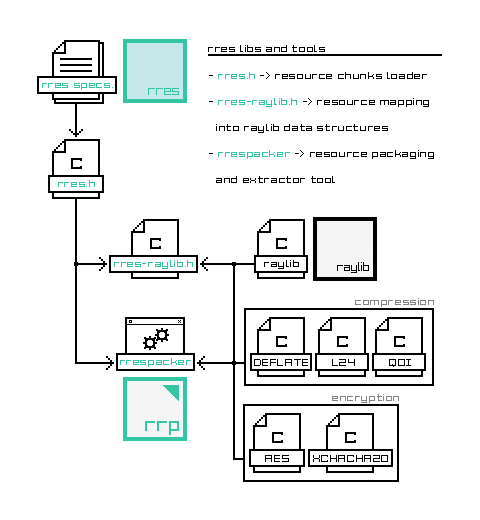 rres libs and tools
rres specs.
rres
- rres.h -> resource chunks loader
- rres-raylib.h -> resource mapping
into raylib data structures
- rrespacker -> resource packaging
and extractor tool
C
rres.h
C
rres-raylib.h
C
raylib
raylib
compression
rrespacker
C
DEFLATE
C
LZ4
C
QOI
rrp
encryption
C
AES
C
XCHACHA20